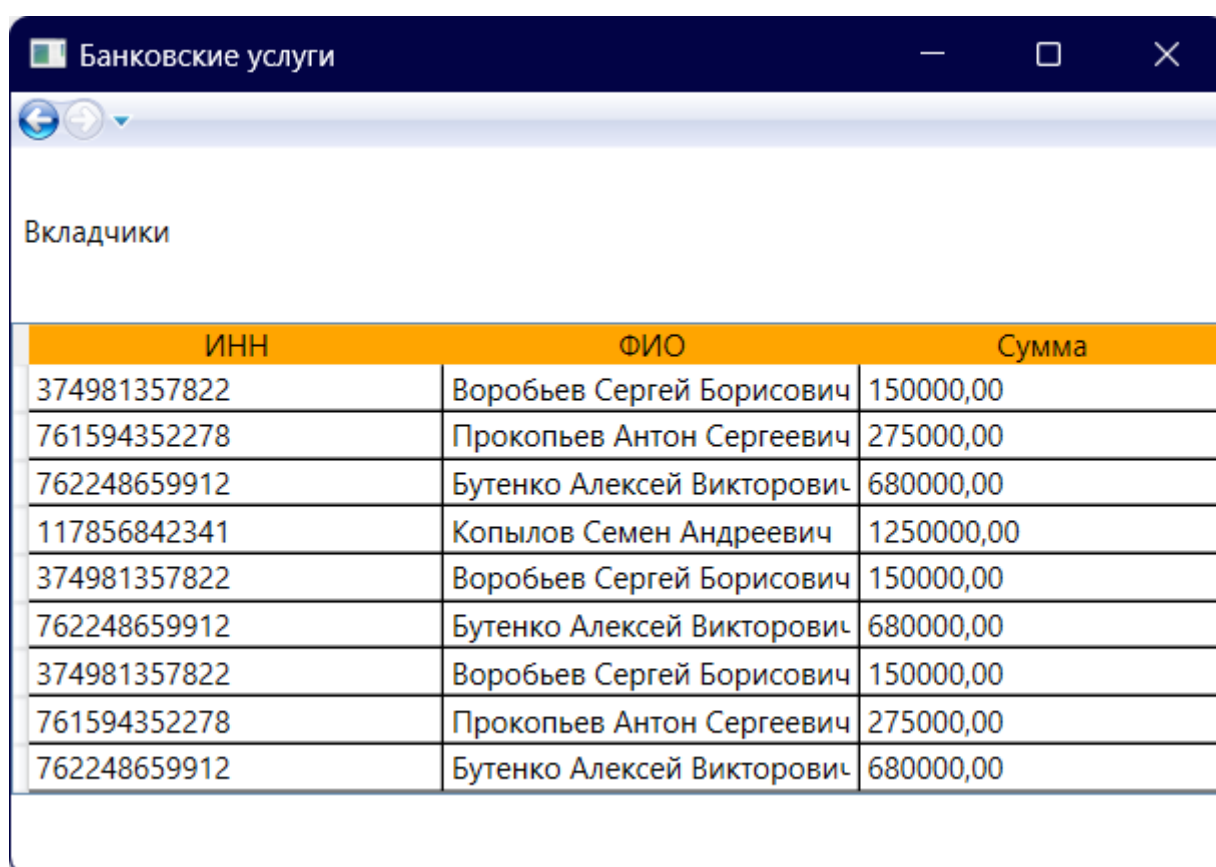 Банковские услуги
Вкладчики
ИНН ФИО Сумма
374981357822 Воробьев Сергей Борисович 150000,00
761594352278 Прокопьев Антон Сергеевич 275000,00
762248659912 Бутенко Алексей Викторович 680000,00
117856842341 Копылов Семен Андреевич 1250000,00
374981357822 Воробьев Сергей Борисович 150000,00
762248659912 Бутенко Алексей Викторович 680000,00
374981357822 Воробьев Сергей Борисович 150000,00
761594352278 Прокопьев Антон Сергеевич 275000,00
762248659912 Бутенко Алексей Викторович 680000,00